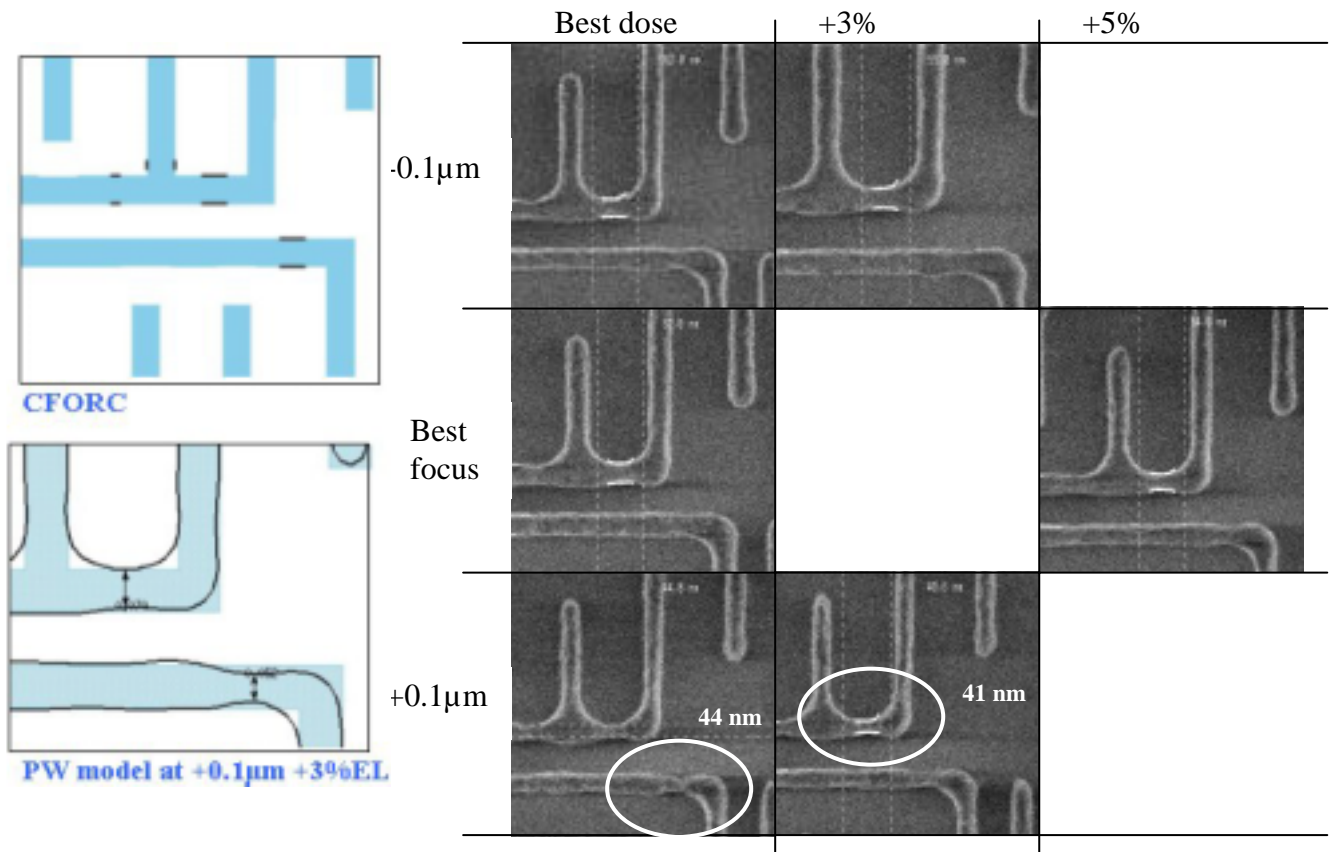 Best dose
+3%
+5%
-0.1µm
CFORC
Best
focus
+0.1µm
44 nm
41 nm
PW model at +0.1µm +3%EL